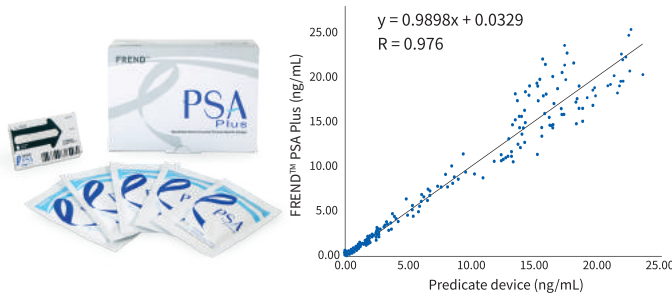 FREND™
PSA
Plus
PSA
y = 0.9898x + 0.0329
R = 0.976
FREND™ PSA Plus (ng/mL)
25.00
20.00
15.00
10.00
5.00
0.00
0.00 5.00 10.00 15.00 20.00 25.00
Predicate device (ng/mL)